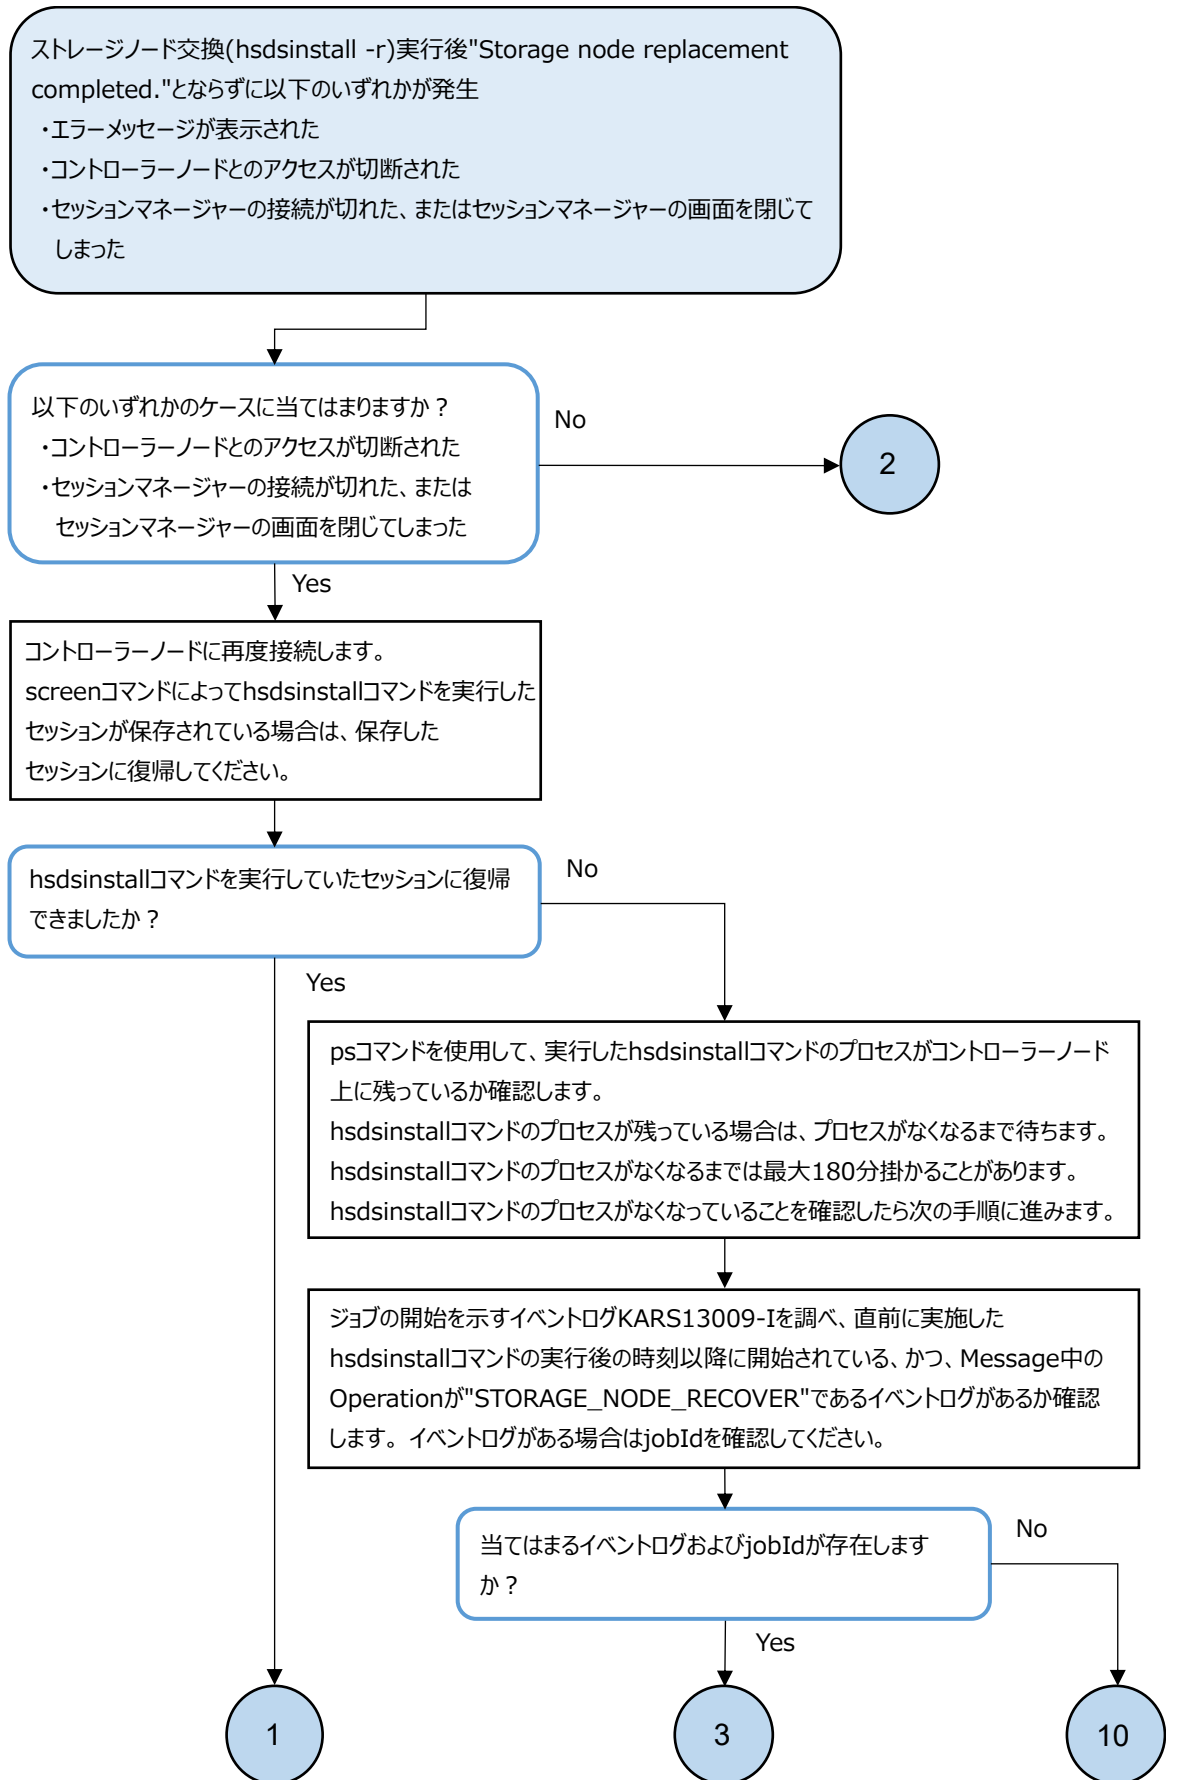 ストレージノード交換(hsdsinstall -r)実行後"Storage node replacement
completed."とならずに以下のいずれかが発生
・エラーメッセージが表示された
・コントローラーノードとのアクセスが切断された
・セッションマネージャーの接続が切れた、またはセッションマネージャーの画面を閉じて
しまった
以下のいずれかのケースに当てはまりますか？
・コントローラーノードとのアクセスが切断された
・セッションマネージャーの接続が切れた、または
セッションマネージャーの画面を閉じてしまった
No
2
Yes
コントローラーノードに再度接続します。
screenコマンドによってhsdsinstallコマンドを実行した
セッションが保存されている場合は、保存した
セッションに復帰してください。
hsdsinstallコマンドを実行していたセッションに復帰
できましたか？
No
Yes
psコマンドを使用して、実行したhsdsinstallコマンドのプロセスがコントローラーノード
上に残っているか確認します。
hsdsinstallコマンドのプロセスが残っている場合は、プロセスがなくなるまで待ちます。
hsdsinstallコマンドのプロセスがなくなるまでは最大180分掛かることがあります。
hsdsinstallコマンドのプロセスがなくなっていることを確認したら次の手順に進みます。
ジョブの開始を示すイベントログKARS13009-Iを調べ、直前に実施した
hsdsinstallコマンドの実行後の時刻以降に開始されている、かつ、Message中の
Operationが"STORAGE_NODE_RECOVER"であるイベントログがあるか確認
します。イベントログがある場合はjobIdを確認してください。
当てはまるイベントログおよびjobIdが存在します
か？
No
Yes
1
3
10